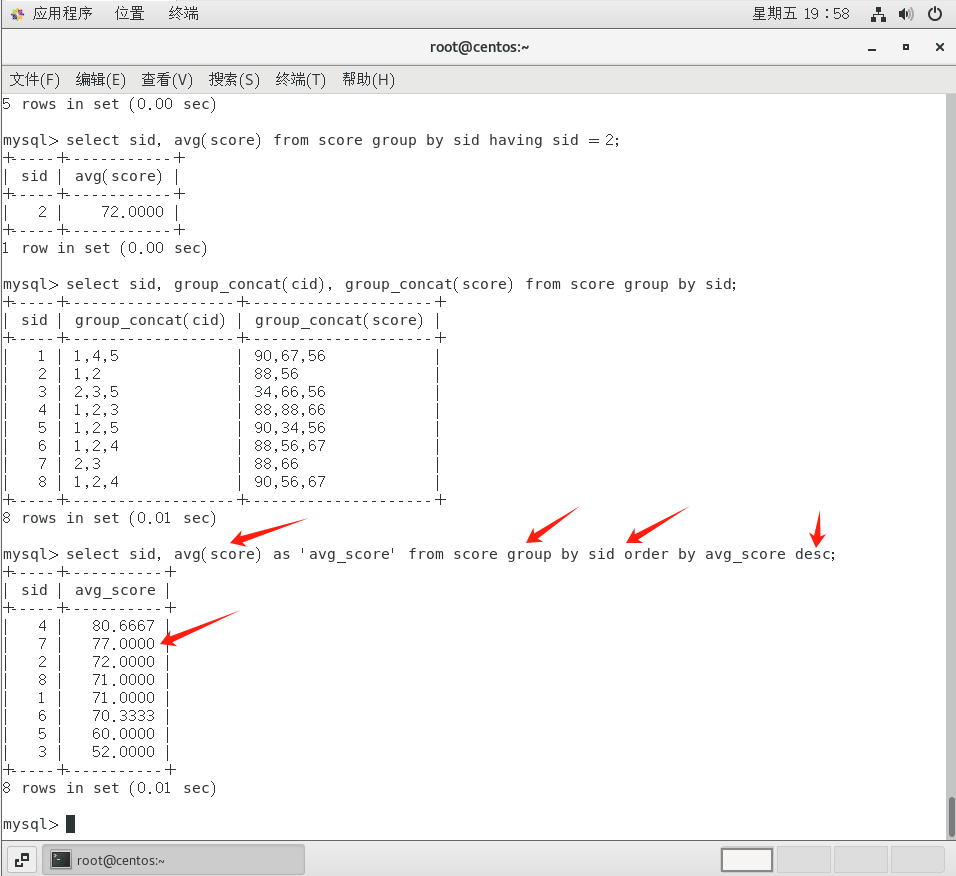 应用程序 位置 终端 星期五 19：58
root@centos:~
文件(F) 编辑(E) 查看(V) 搜索(S) 终端(T) 帮助(H)
5 rows in set (0.00 sec)
mysql> select sid, avg(score) from score group by sid having sid = 2;
+-----+------------+
| sid | avg(score) |
+-----+------------+
|   2 |    72.0000 |
+-----+------------+
1 row in set (0.00 sec)
mysql> select sid, group_concat(cid), group_concat(score) from score group by sid;
+-----+-------------------+---------------------+
| sid | group_concat(cid) | group_concat(score) |
+-----+-------------------+---------------------+
|   1 | 1,4,5             | 90,67,56            |
|   2 | 1,2               | 88,56               |
|   3 | 2,3,5             | 34,66,56            |
|   4 | 1,2,3             | 88,88,66            |
|   5 | 1,2,5             | 90,34,56            |
|   6 | 1,2,4             | 88,56,67            |
|   7 | 2,3               | 88,66               |
|   8 | 1,2,4             | 90,56,67            |
+-----+-------------------+---------------------+
8 rows in set (0.01 sec)
mysql> select sid, avg(score) as 'avg_score' from score group by sid order by avg_score desc;
+-----+-----------+
| sid | avg_score |
+-----+-----------+
|   4 |   80.6667 |
|   7 |   77.0000 |
|   2 |   72.0000 |
|   8 |   71.0000 |
|   1 |   71.0000 |
|   6 |   70.3333 |
|   5 |   60.0000 |
|   3 |   52.0000 |
+-----+-----------+
8 rows in set (0.01 sec)
mysql>
root@centos:~